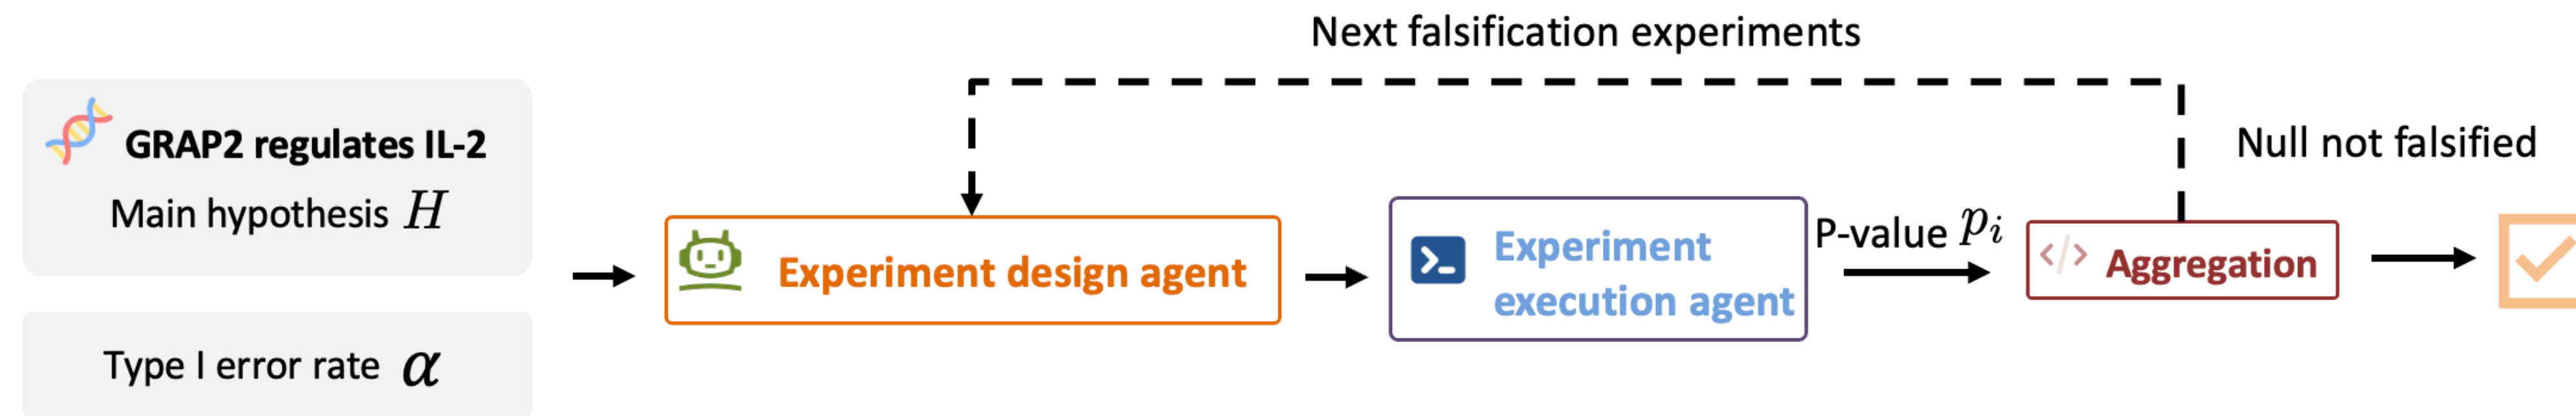 Next falsification experiments
GRAP2 regulates IL-2
Main hypothesis H
Null not falsified
Experiment design agent
Experiment
execution agent
P-value pᵢ
</> Aggregation
Type I error rate α